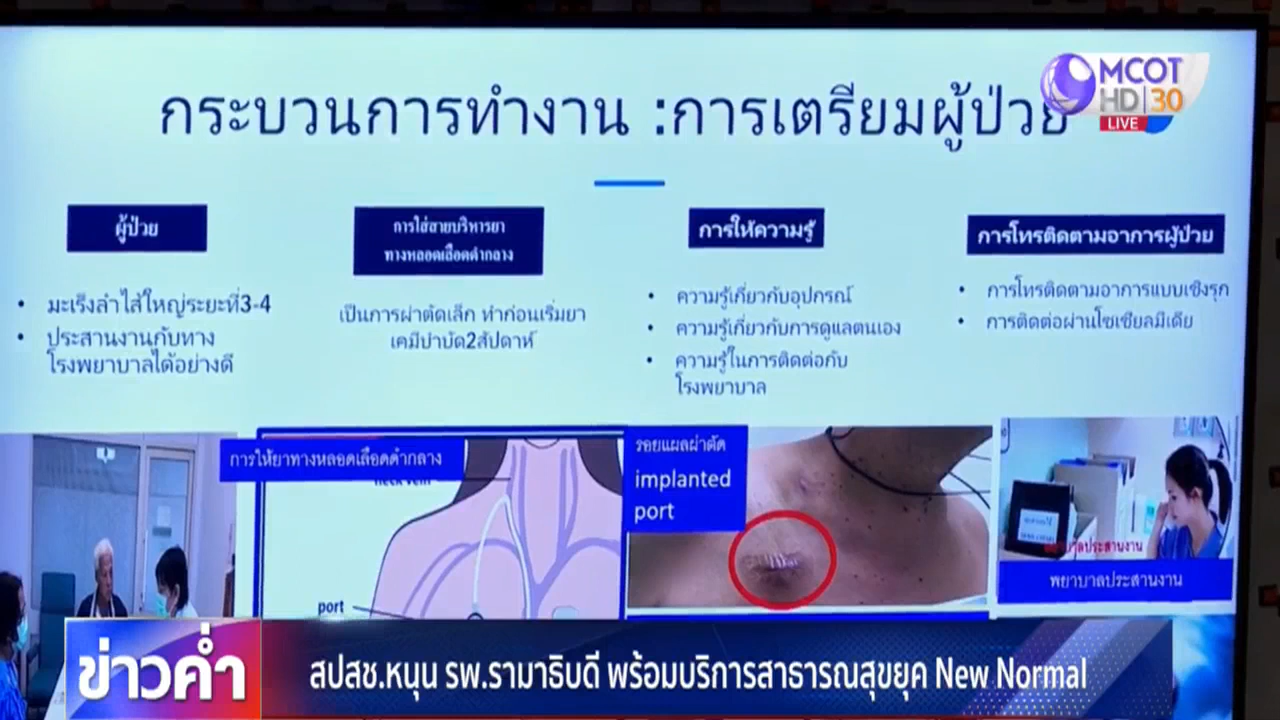 กระบวนการทำงาน :การเตรียมผู้ป่วย
MCOT
HD 30
LIVE
ผู้ป่วย
• มะเร็งลำไส้ใหญ่ระยะที่3-4
• ประสานงานกับทาง
โรงพยาบาลได้อย่างดี
การใส่สายบริหารยา
ทางหลอดเลือดดำกลาง
เป็นการผ่าตัดเล็ก ทำก่อนเริ่มยา
เคมีบำบัด2สัปดาห์
การให้ความรู้
• ความรู้เกี่ยวกับอุปกรณ์
• ความรู้เกี่ยวกับการดูแลตนเอง
• ความรู้ในการติดต่อกับ
โรงพยาบาล
การโทรติดตามอาการผู้ป่วย
• การโทรติดตามอาการแบบเชิงรุก
• การติดต่อผ่านโซเชียลมีเดีย
การให้ยาทางหลอดเลือดดำกลาง
neck vein
port
รอยแผลผ่าตัด
implanted
port
พยาบาลประสานงาน
ข่าวค่ำ
สปสช.หนุน รพ.รามาธิบดี พร้อมบริการสาธารณสุขยุค New Normal